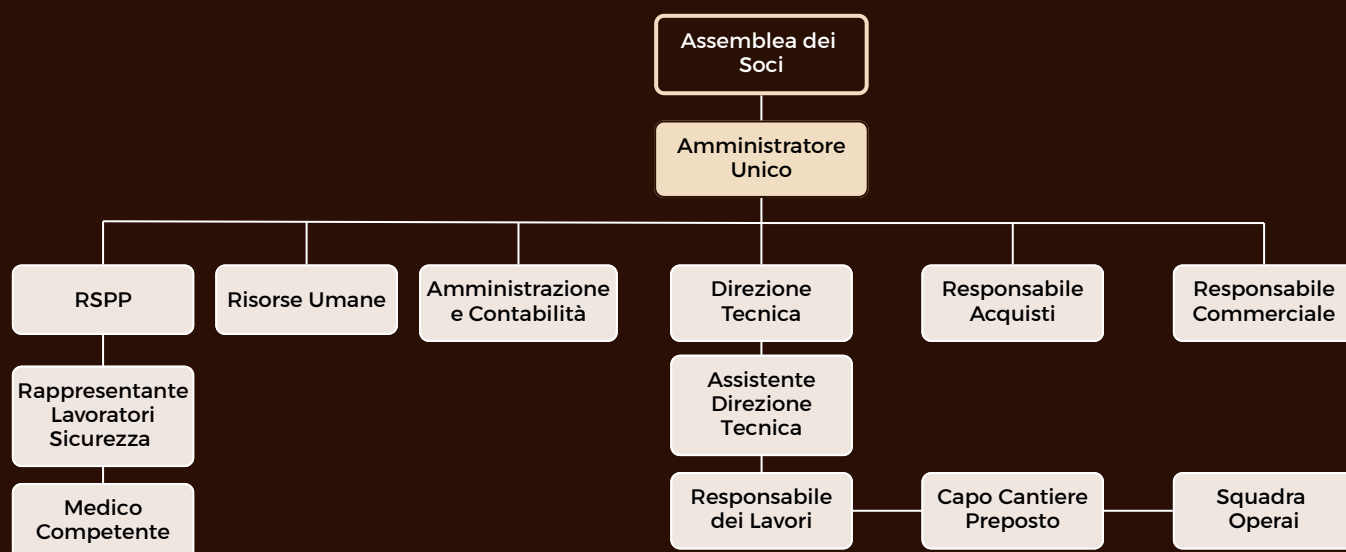 Assemblea dei
Soci
Amministratore
Unico
RSPP
Risorse Umane
Amministrazione
e Contabilità
Direzione
Tecnica
Responsabile
Acquisti
Responsabile
Commerciale
Rappresentante
Lavoratori
Sicurezza
Assistente
Direzione
Tecnica
Medico
Competente
Responsabile
dei Lavori
Capo Cantiere
Preposto
Squadra
Operai